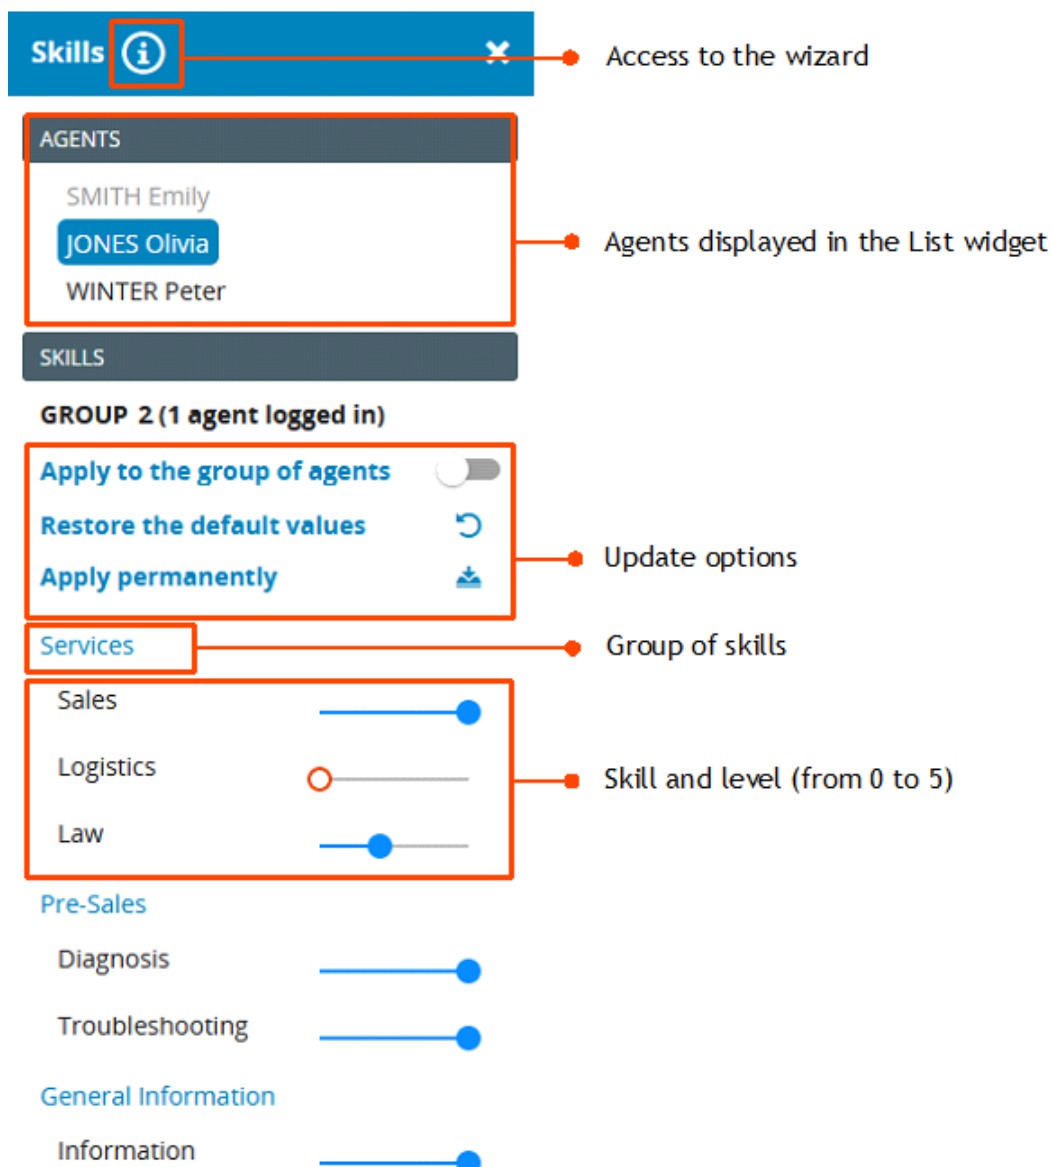 Skills
Access to the wizard
AGENTS
SMITH Emily
JONES Olivia
Agents displayed in the List widget
WINTER Peter
SKILLS
GROUP 2 (1 agent logged in)
Apply to the group of agents
Restore the default values
Update options
Apply permanently
Services
Group of skills
Sales
Logistics
Skill and level (from 0 to 5)
Law
Pre-Sales
Diagnosis
Troubleshooting
General Information
Information